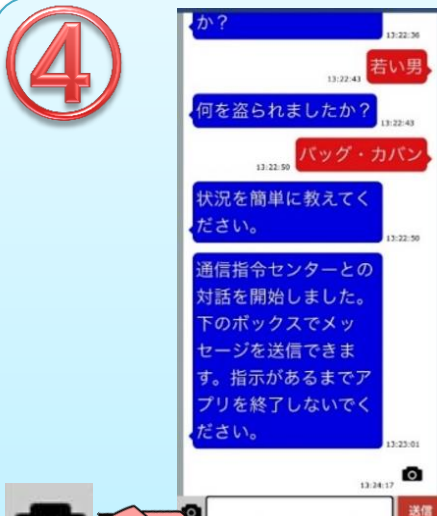 ④
か？
13:22:36
若い男
13:22:43
何を盗られましたか？
13:22:43
バッグ・カバン
13:22:50
状況を簡単に教えてく
ださい。
13:22:50
通信指令センターとの
対話を開始しました。
下のボックスでメッ
セージを送信できま
す。指示があるまでア
プリを終了しないでく
ださい。
13:23:01
13:24:17
送信